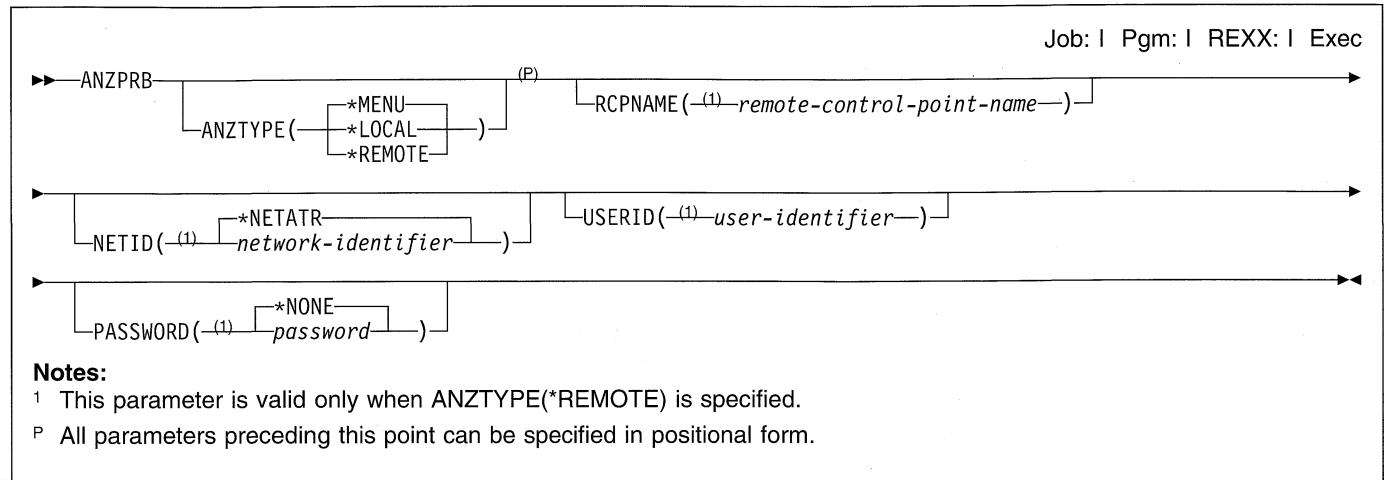 Job: I Pgm: I REXX: I Exec
ANZPRB (P)
ANZTYPE( *MENU )
*LOCAL
*REMOTE
RCPNAME( (1) remote-control-point-name )
NETID( (1) *NETATR )
network-identifier
USERID( (1) user-identifier )
PASSWORD( (1) *NONE )
password
Notes:
1 This parameter is valid only when ANZTYPE(*REMOTE) is specified.
P All parameters preceding this point can be specified in positional form.